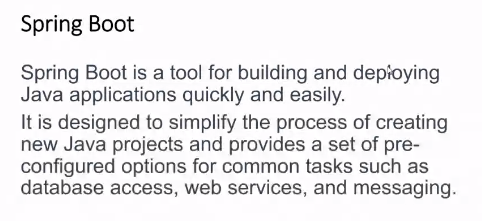 Spring Boot
Spring Boot is a tool for building and deploying
Java applications quickly and easily.
It is designed to simplify the process of creating
new Java projects and provides a set of pre-
configured options for common tasks such as
database access, web services, and messaging.